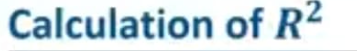 Calculation of R²